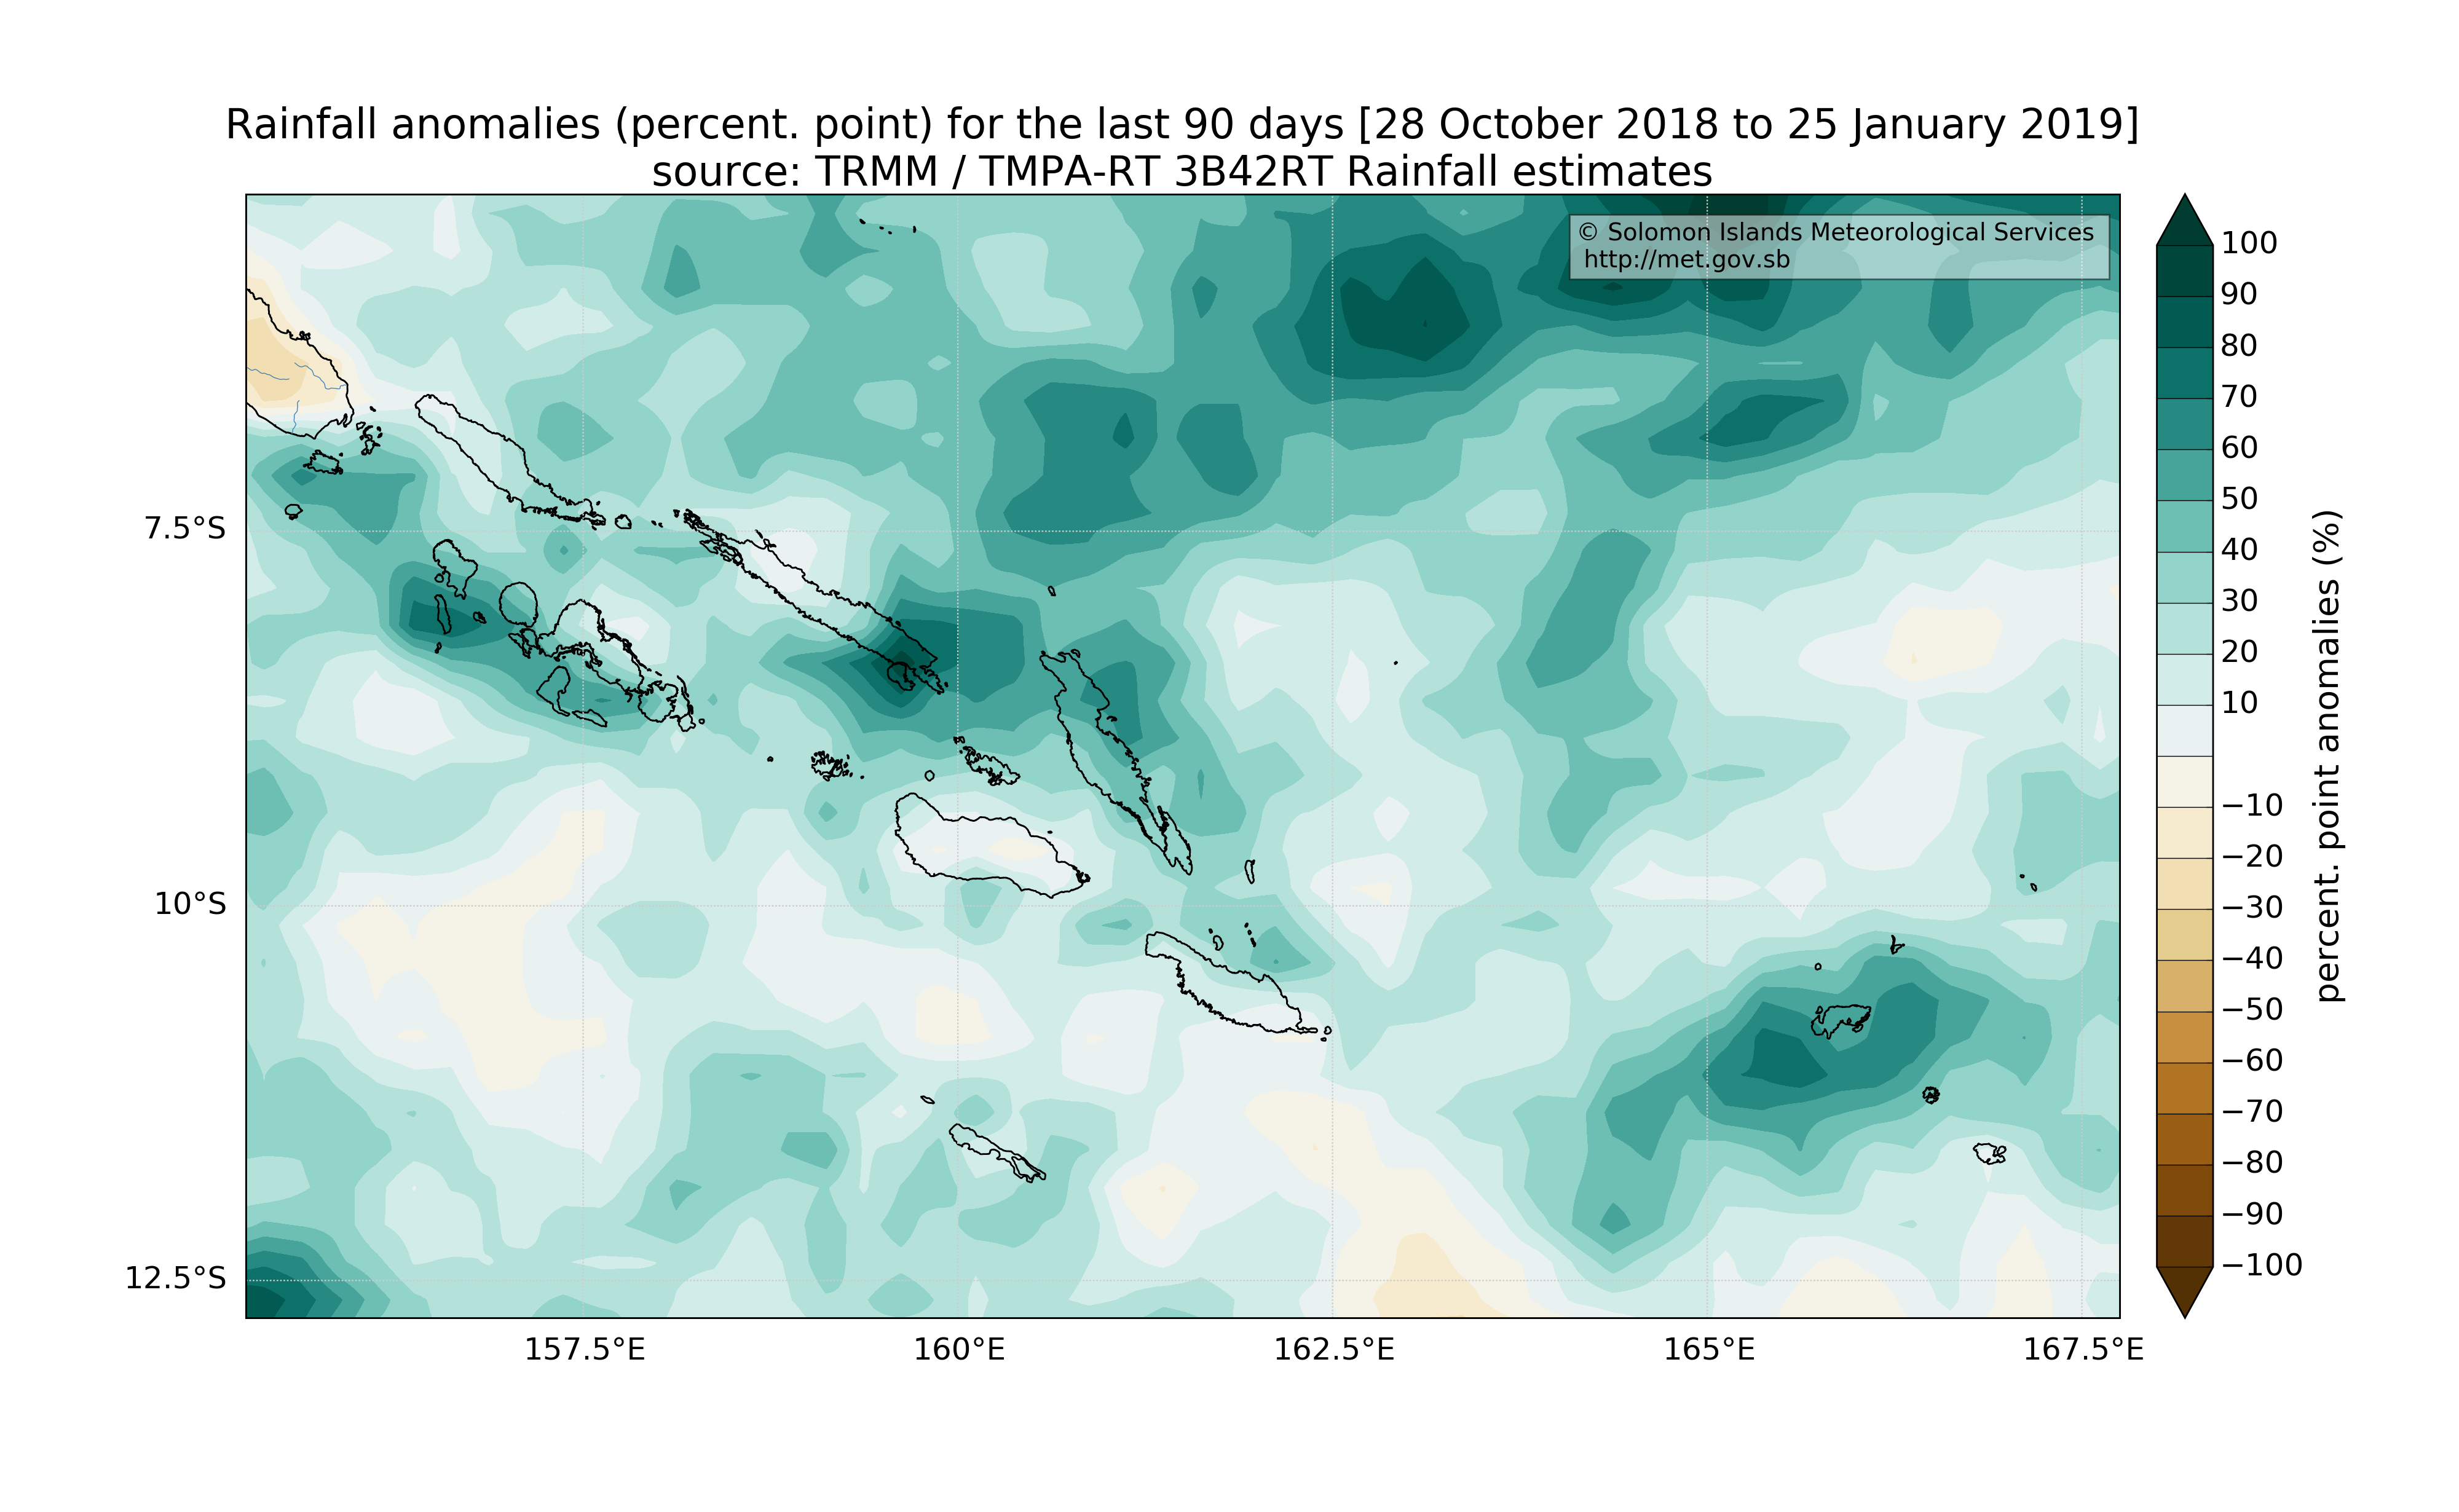 Rainfall anomalies (percent. point) for the last 90 days [28 October 2018 to 25 January 2019]
source: TRMM / TMPA-RT 3B42RT Rainfall estimates
© Solomon Islands Meteorological Services
http://met.gov.sb
7.5°S
10°S
12.5°S
157.5°E
160°E
162.5°E
165°E
167.5°E
100
90
80
70
60
50
40
30
20
10
−10
−20
−30
−40
−50
−60
−70
−80
−90
−100
percent. point anomalies (%)